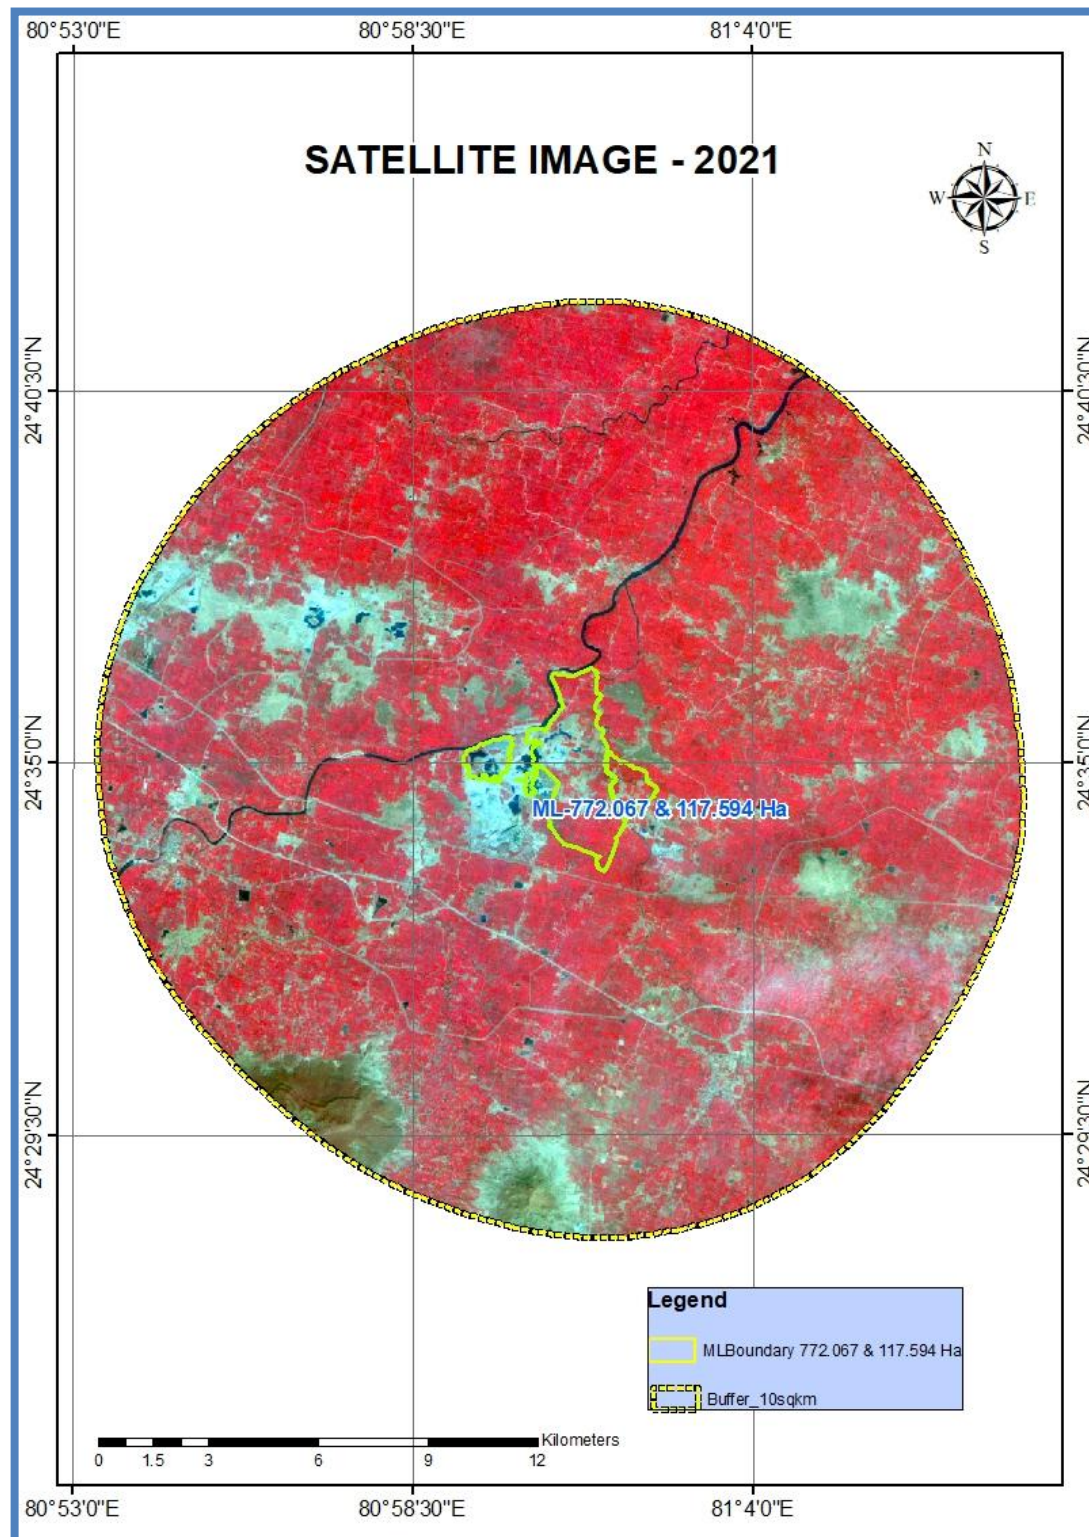 80°53'0"E 80°58'30"E 81°4'0"E
SATELLITE IMAGE - 2021
N
W E
S
24°40'30"N 24°40'30"N
24°35'0"N 24°35'0"N
ML-772.067 & 117.594 Ha
24°29'30"N 24°29'30"N
Legend
MLBoundary 772.067 & 117.594 Ha
Buffer_10sqkm
Kilometers
0 1.5 3 6 9 12
80°53'0"E 80°58'30"E 81°4'0"E